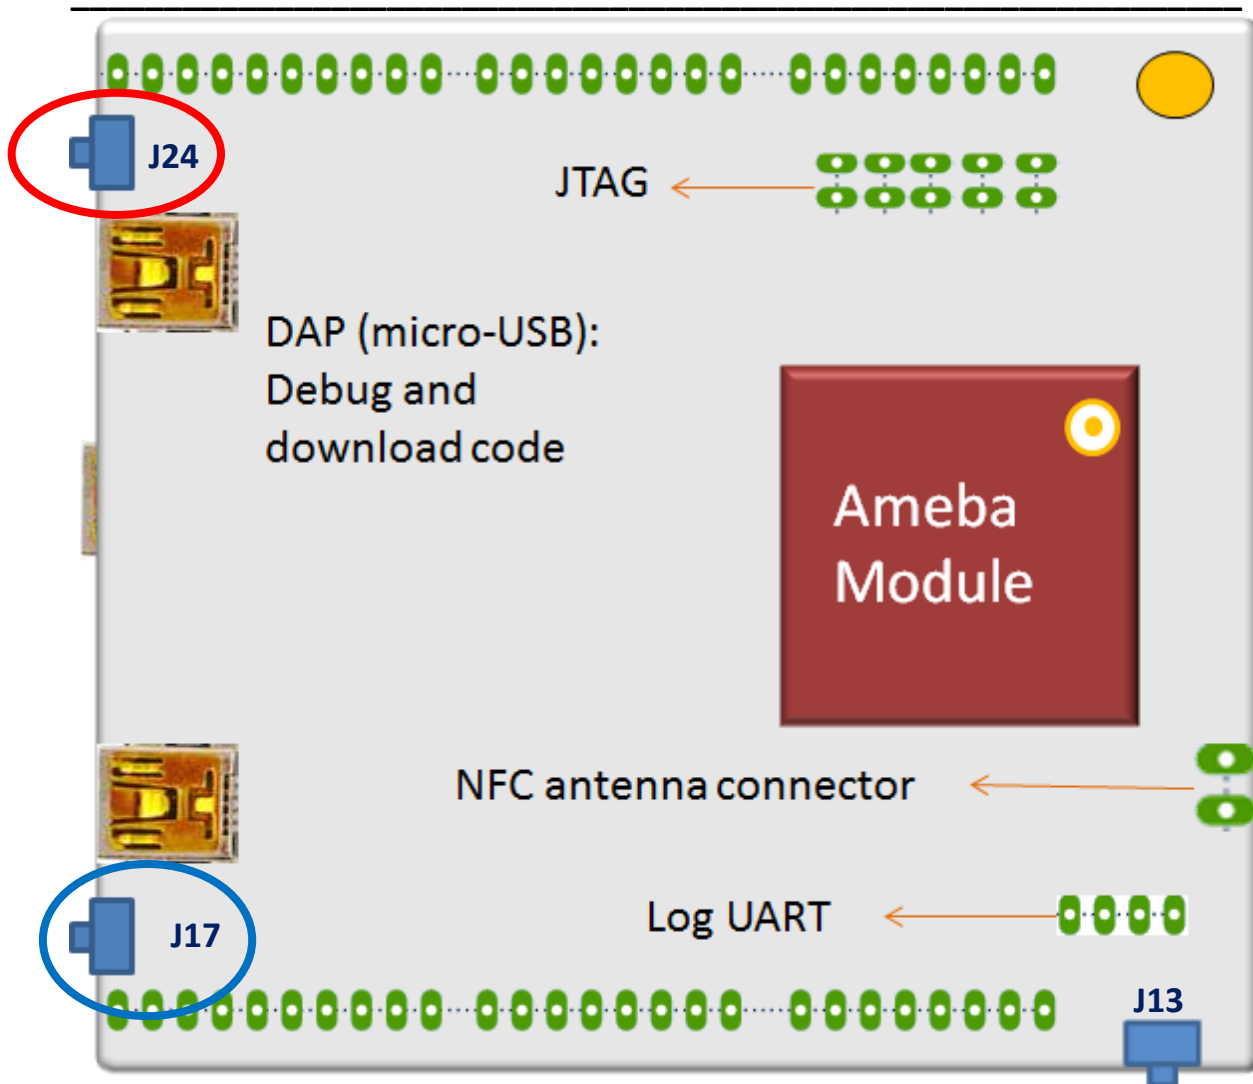 J24
JTAG
DAP (micro-USB):
Debug and
download code
Ameba
Module
NFC antenna connector
Log UART
J17
J13